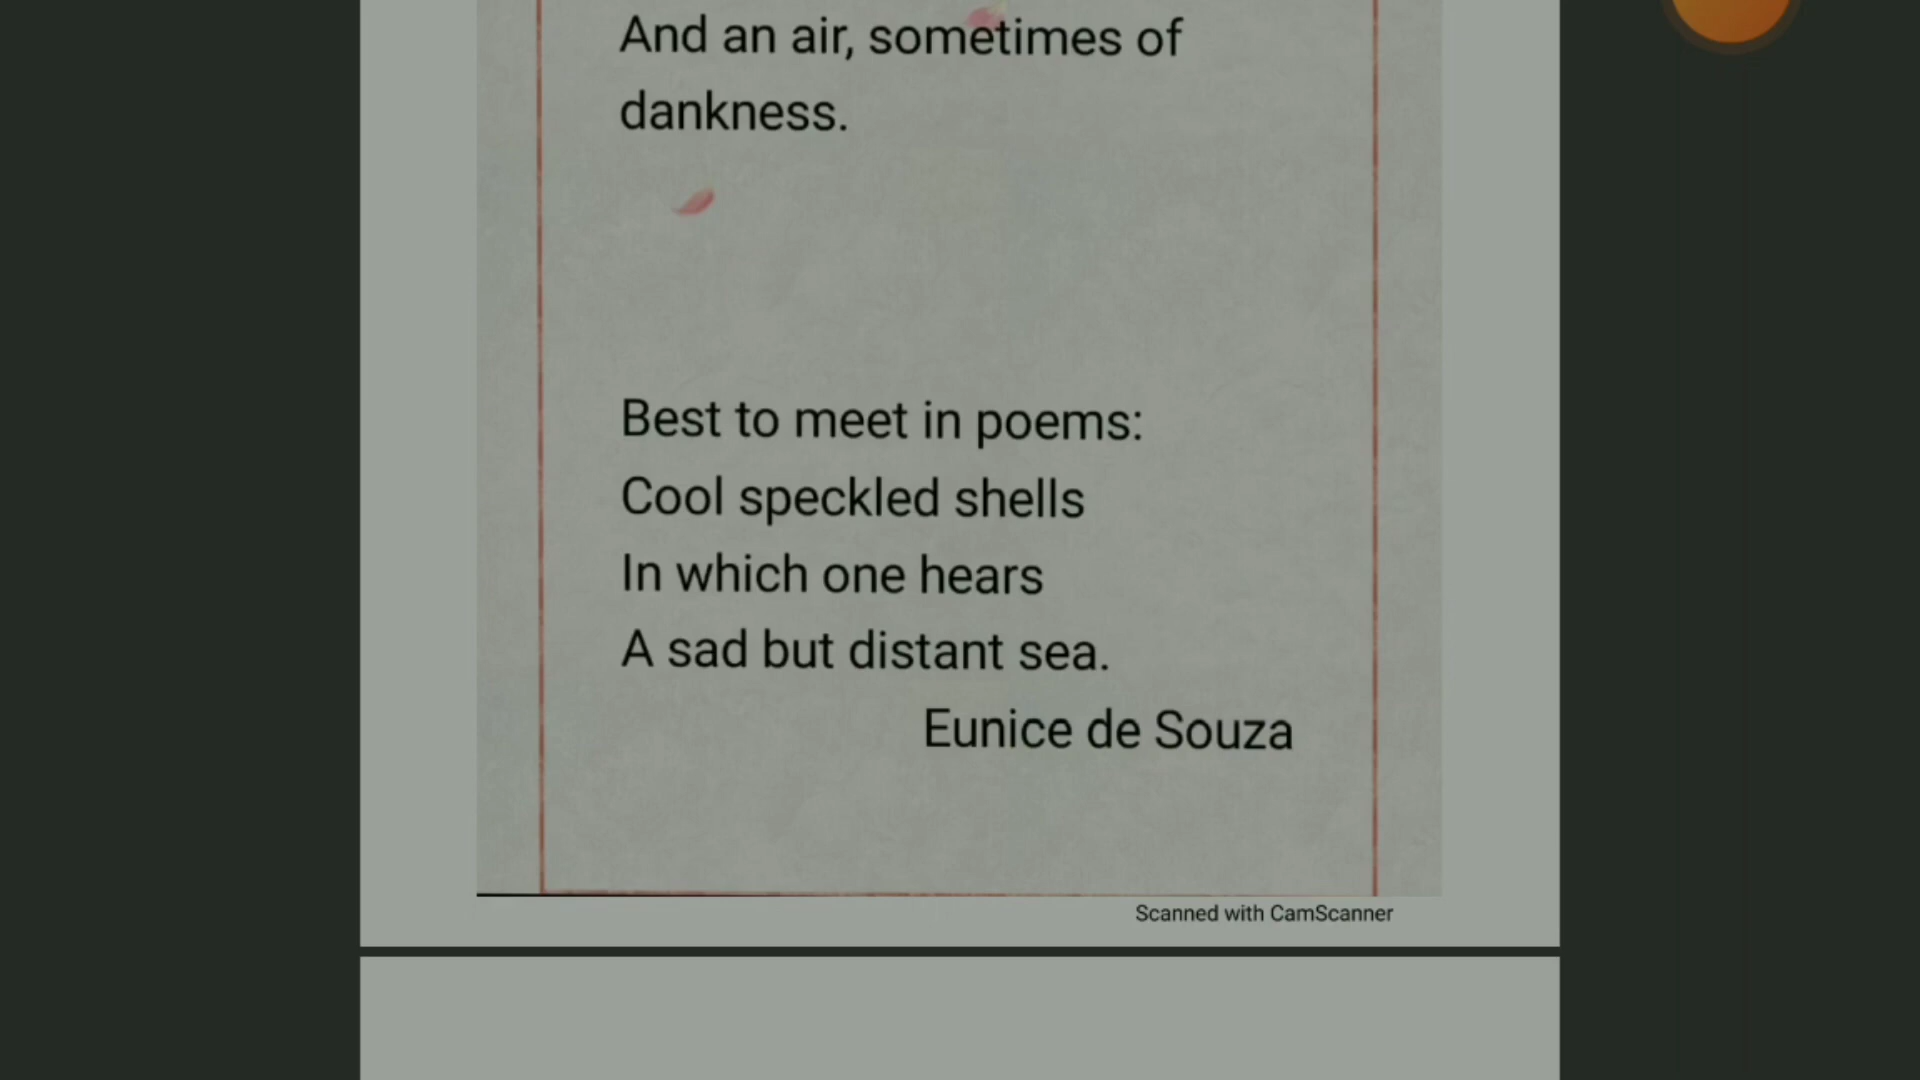 And an air, sometimes of
dankness.
Best to meet in poems:
Cool speckled shells
In which one hears
A sad but distant sea.
Eunice de Souza
Scanned with CamScanner